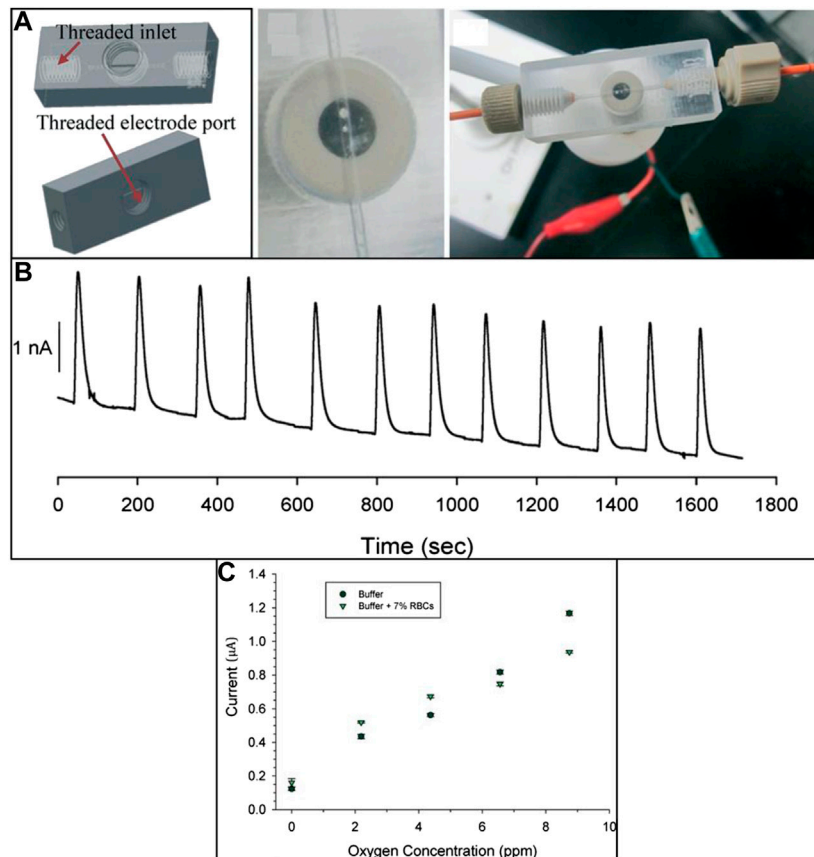 A
Threaded inlet
Threaded electrode port
B
1 nA
0 200 400 600 800 1000 1200 1400 1600 1800
Time (sec)
C
1.4
1.2
1.0
0.8
0.6
0.4
0.2
0.0
Current (μA)
Buffer
Buffer + 7% RBCs
0 2 4 6 8 10
Oxygen Concentration (ppm)